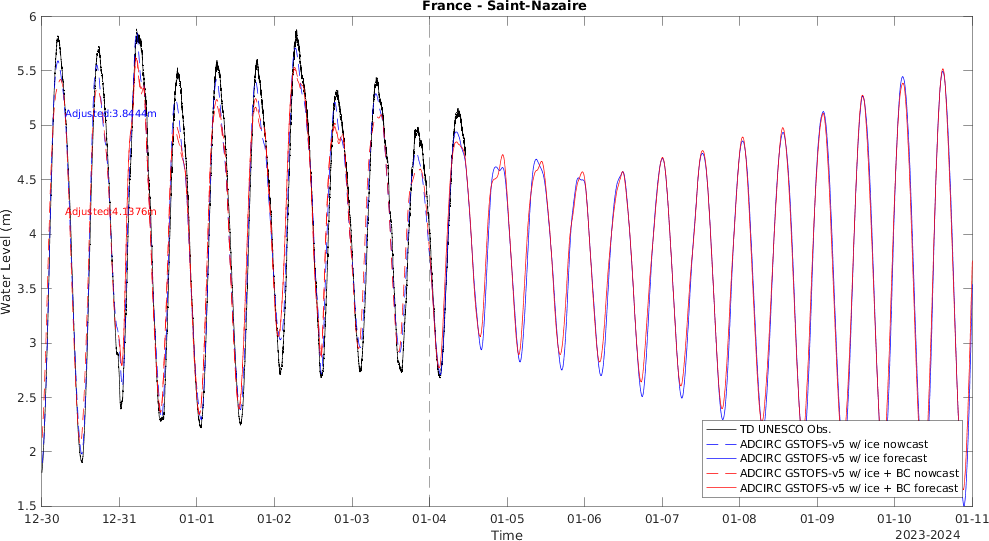 France - Saint-Nazaire
6
5.5
5
4.5
4
3.5
3
2.5
2
1.5
Water Level (m)
Adjusted:3.8444m
Adjusted:4.1376m
TD UNESCO Obs.
ADCIRC GSTOFS-v5 w/ ice nowcast
ADCIRC GSTOFS-v5 w/ ice forecast
ADCIRC GSTOFS-v5 w/ ice + BC nowcast
ADCIRC GSTOFS-v5 w/ ice + BC forecast
12-30 12-31 01-01 01-02 01-03 01-04 01-05 01-06 01-07 01-08 01-09 01-10 01-11
Time
2023-2024